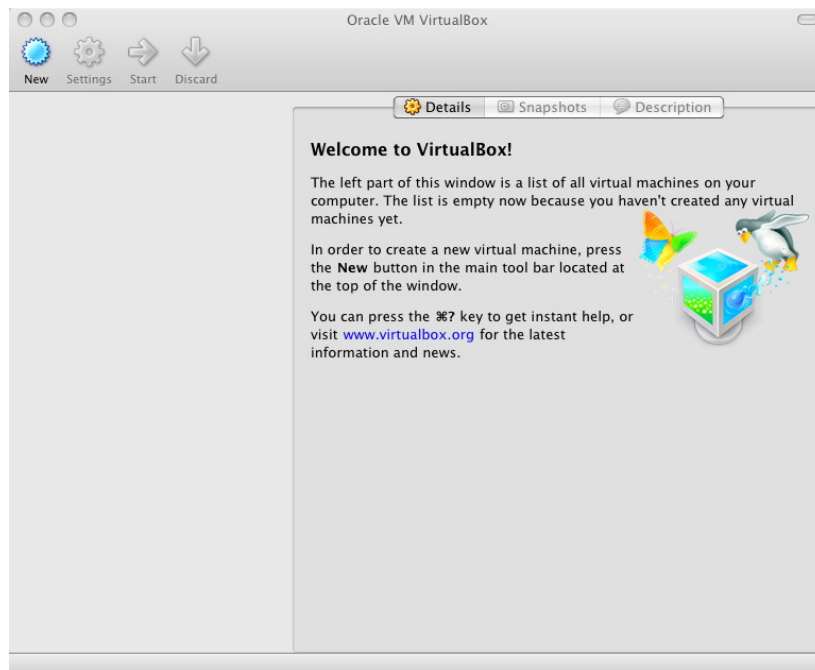 Oracle VM VirtualBox
New Settings Start Discard
Details Snapshots Description
Welcome to VirtualBox!
The left part of this window is a list of all virtual machines on your
computer. The list is empty now because you haven't created any virtual
machines yet.
In order to create a new virtual machine, press
the New button in the main tool bar located at
the top of the window.
You can press the ⌘? key to get instant help, or
visit www.virtualbox.org for the latest
information and news.